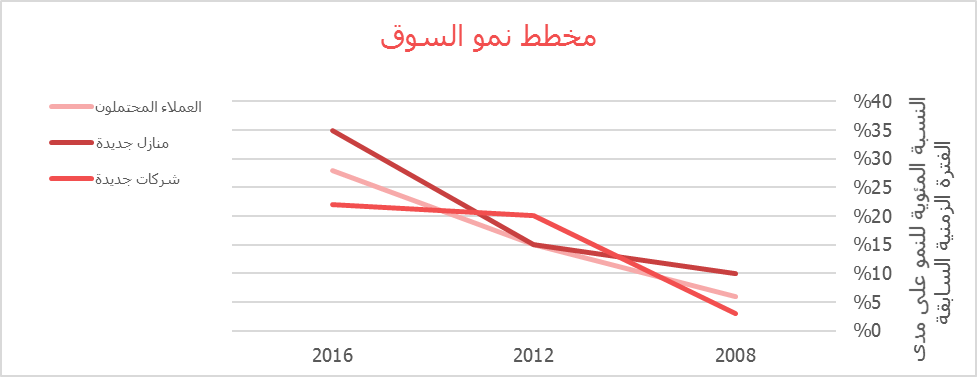 مخطط نمو السوق
العملاء المحتملون
منازل جديدة
شركات جديدة
%40
%35
%30
%25
%20
%15
%10
%5
%0
النسبة المئوية للنمو على مدى
الفترة الزمنية السابقة
2008
2012
2016